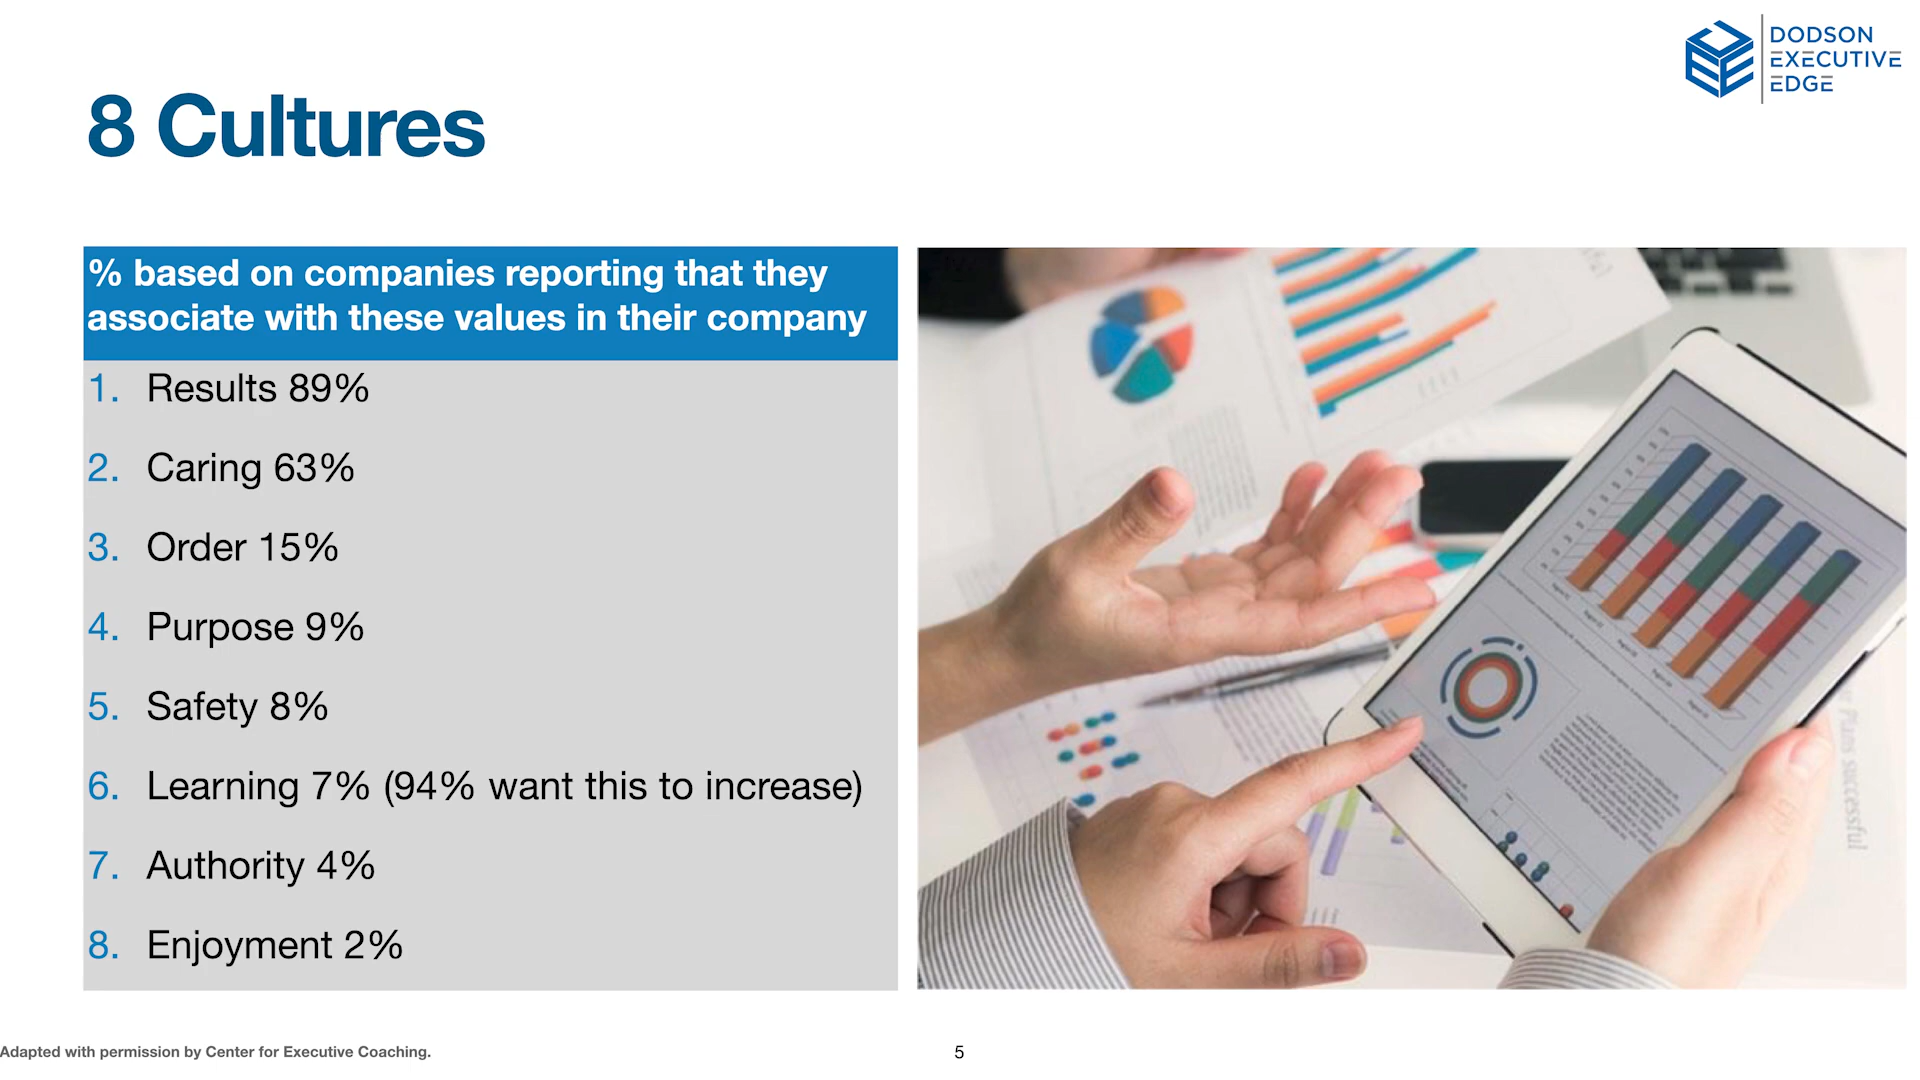 DODSON
EXECUTIVE
EDGE
8 Cultures
% based on companies reporting that they
associate with these values in their company
1. Results 89%
2. Caring 63%
3. Order 15%
4. Purpose 9%
5. Safety 8%
6. Learning 7% (94% want this to increase)
7. Authority 4%
8. Enjoyment 2%
Adapted with permission by Center for Executive Coaching.
5